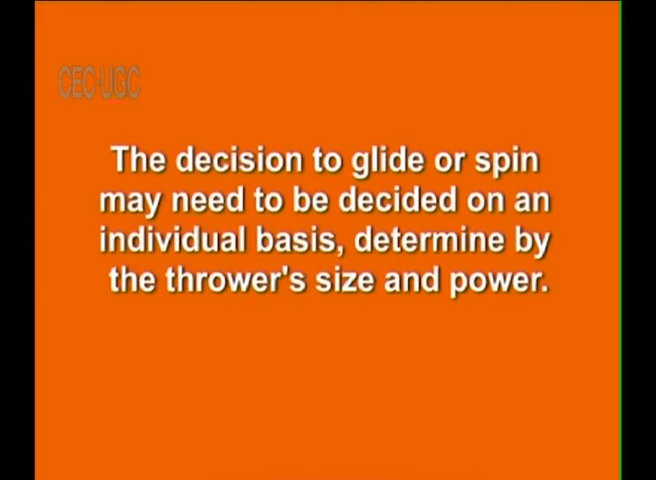 CEC-UGC
The decision to glide or spin
may need to be decided on an
individual basis, determine by
the thrower's size and power.